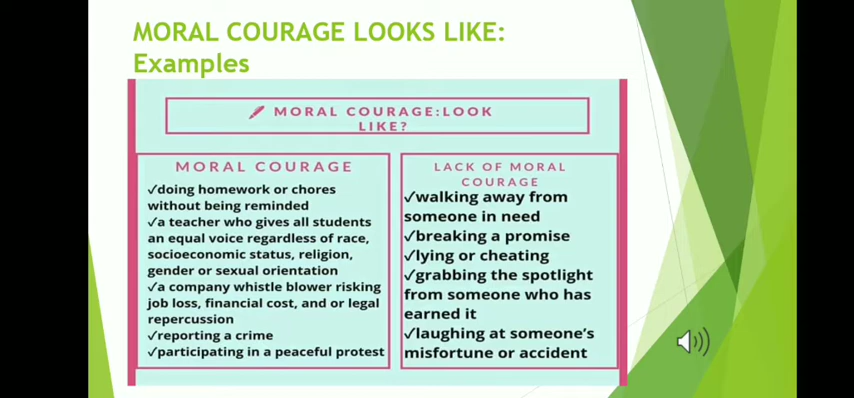 MORAL COURAGE LOOKS LIKE:
Examples
MORAL COURAGE:LOOK
LIKE?
MORAL COURAGE
✓doing homework or chores
without being reminded
✓a teacher who gives all students
an equal voice regardless of race,
socioeconomic status, religion,
gender or sexual orientation
✓a company whistle blower risking
job loss, financial cost, and or legal
repercussion
✓reporting a crime
✓participating in a peaceful protest
LACK OF MORAL
COURAGE
✓walking away from
someone in need
✓breaking a promise
✓lying or cheating
✓grabbing the spotlight
from someone who has
earned it
✓laughing at someone's
misfortune or accident